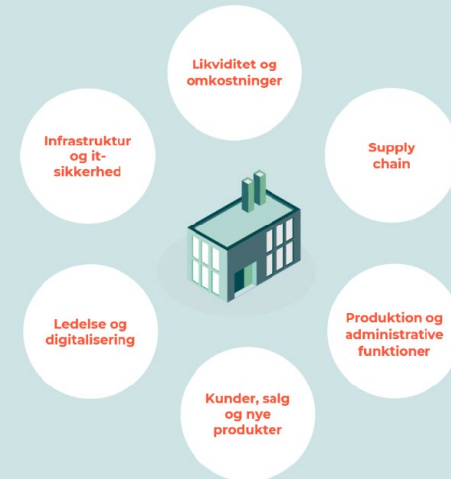 Likviditet og
omkostninger
Infrastruktur
og it-
sikkerhed
Supply
chain
Ledelse og
digitalisering
Produktion og
administrative
funktioner
Kunder, salg
og nye
produkter